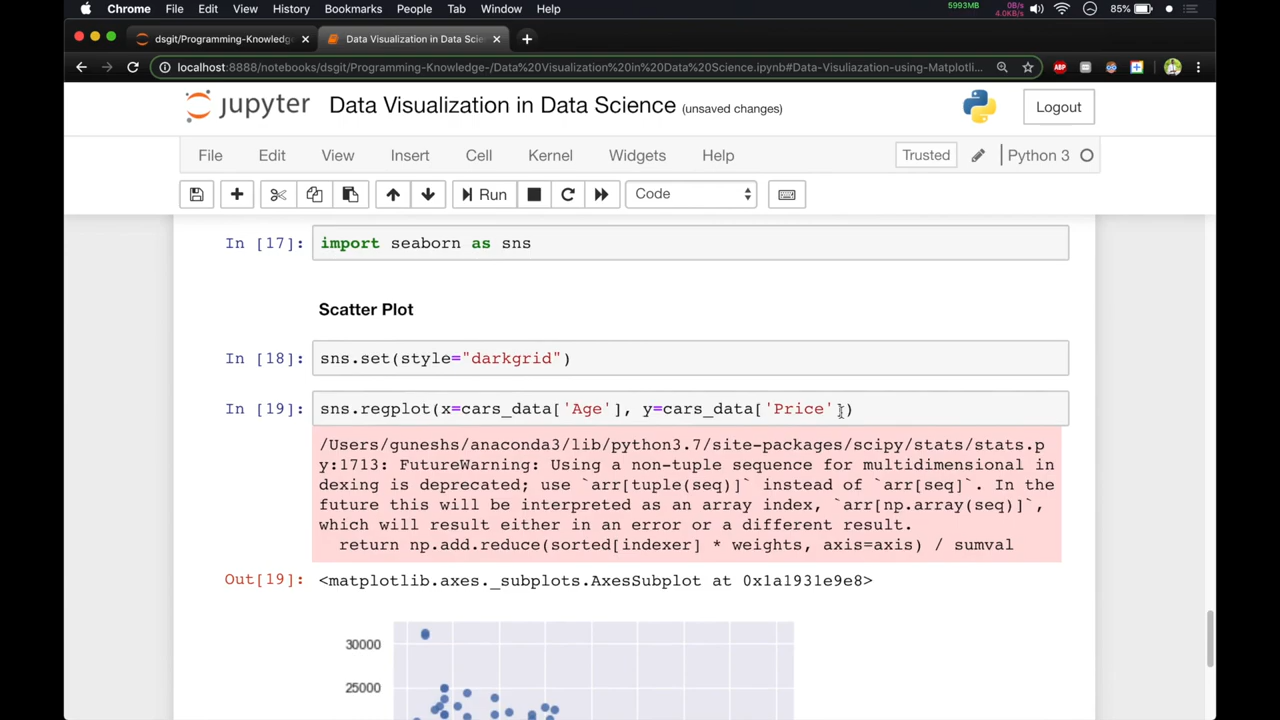 Chrome File Edit View History Bookmarks People Tab Window Help 5993MB 0B/s 4.0KB/s 85%
dsgit/Programming-Knowledge- Data Visualization in Data Scie
localhost:8888/notebooks/dsgit/Programming-Knowledge-/Data%20Visualization%20in%20Data%20Science.ipynb#Data-Visuliazation-using-Matplotli... ABP
jupyter Data Visualization in Data Science (unsaved changes) Logout
File Edit View Insert Cell Kernel Widgets Help Trusted Python 3
Run Code
In [17]: import seaborn as sns
Scatter Plot
In [18]: sns.set(style="darkgrid")
In [19]: sns.regplot(x=cars_data['Age'], y=cars_data['Price'])
/Users/guneshs/anaconda3/lib/python3.7/site-packages/scipy/stats/stats.p
y:1713: FutureWarning: Using a non-tuple sequence for multidimensional in
dexing is deprecated; use `arr[tuple(seq)]` instead of `arr[seq]`. In the
future this will be interpreted as an array index, `arr[np.array(seq)]`,
which will result either in an error or a different result.
return np.add.reduce(sorted[indexer] * weights, axis=axis) / sumval
Out[19]: <matplotlib.axes._subplots.AxesSubplot at 0x1a1931e9e8>
30000
25000